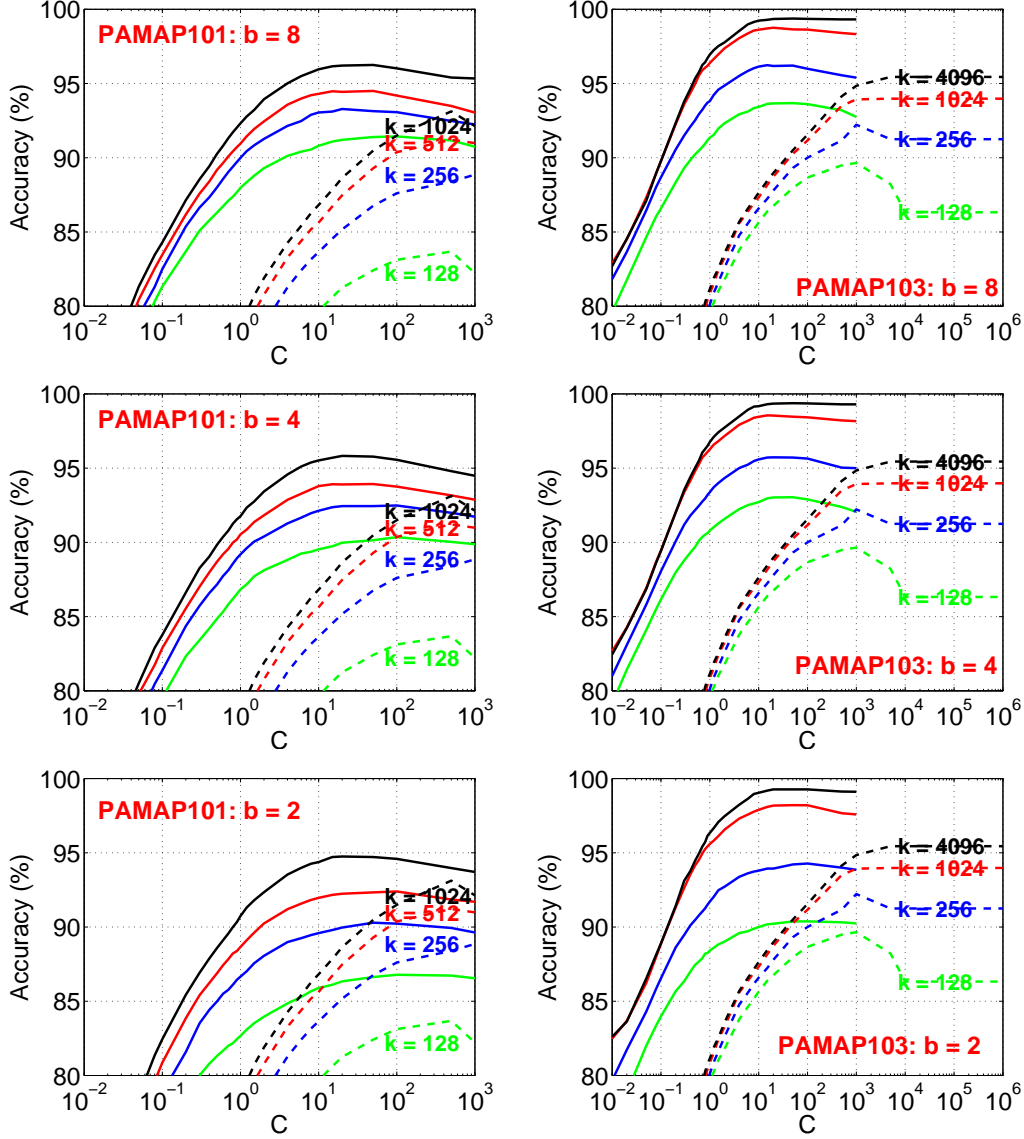 PAMAP101: b = 8
Accuracy (%)
100
95
90
85
80
k = 1024
k = 512
k = 256
k = 128
10^−2 10^−1 10^0 10^1 10^2 10^3
C
PAMAP103: b = 8
Accuracy (%)
100
95
90
85
80
k = 4096
k = 1024
k = 256
k = 128
10^−2 10^−1 10^0 10^1 10^2 10^3 10^4 10^5 10^6
C
PAMAP101: b = 4
Accuracy (%)
100
95
90
85
80
k = 1024
k = 512
k = 256
k = 128
10^−2 10^−1 10^0 10^1 10^2 10^3
C
PAMAP103: b = 4
Accuracy (%)
100
95
90
85
80
k = 4096
k = 1024
k = 256
k = 128
10^−2 10^−1 10^0 10^1 10^2 10^3 10^4 10^5 10^6
C
PAMAP101: b = 2
Accuracy (%)
100
95
90
85
80
k = 1024
k = 512
k = 256
k = 128
10^−2 10^−1 10^0 10^1 10^2 10^3
C
PAMAP103: b = 2
Accuracy (%)
100
95
90
85
80
k = 4096
k = 1024
k = 256
k = 128
10^−2 10^−1 10^0 10^1 10^2 10^3 10^4 10^5 10^6
C